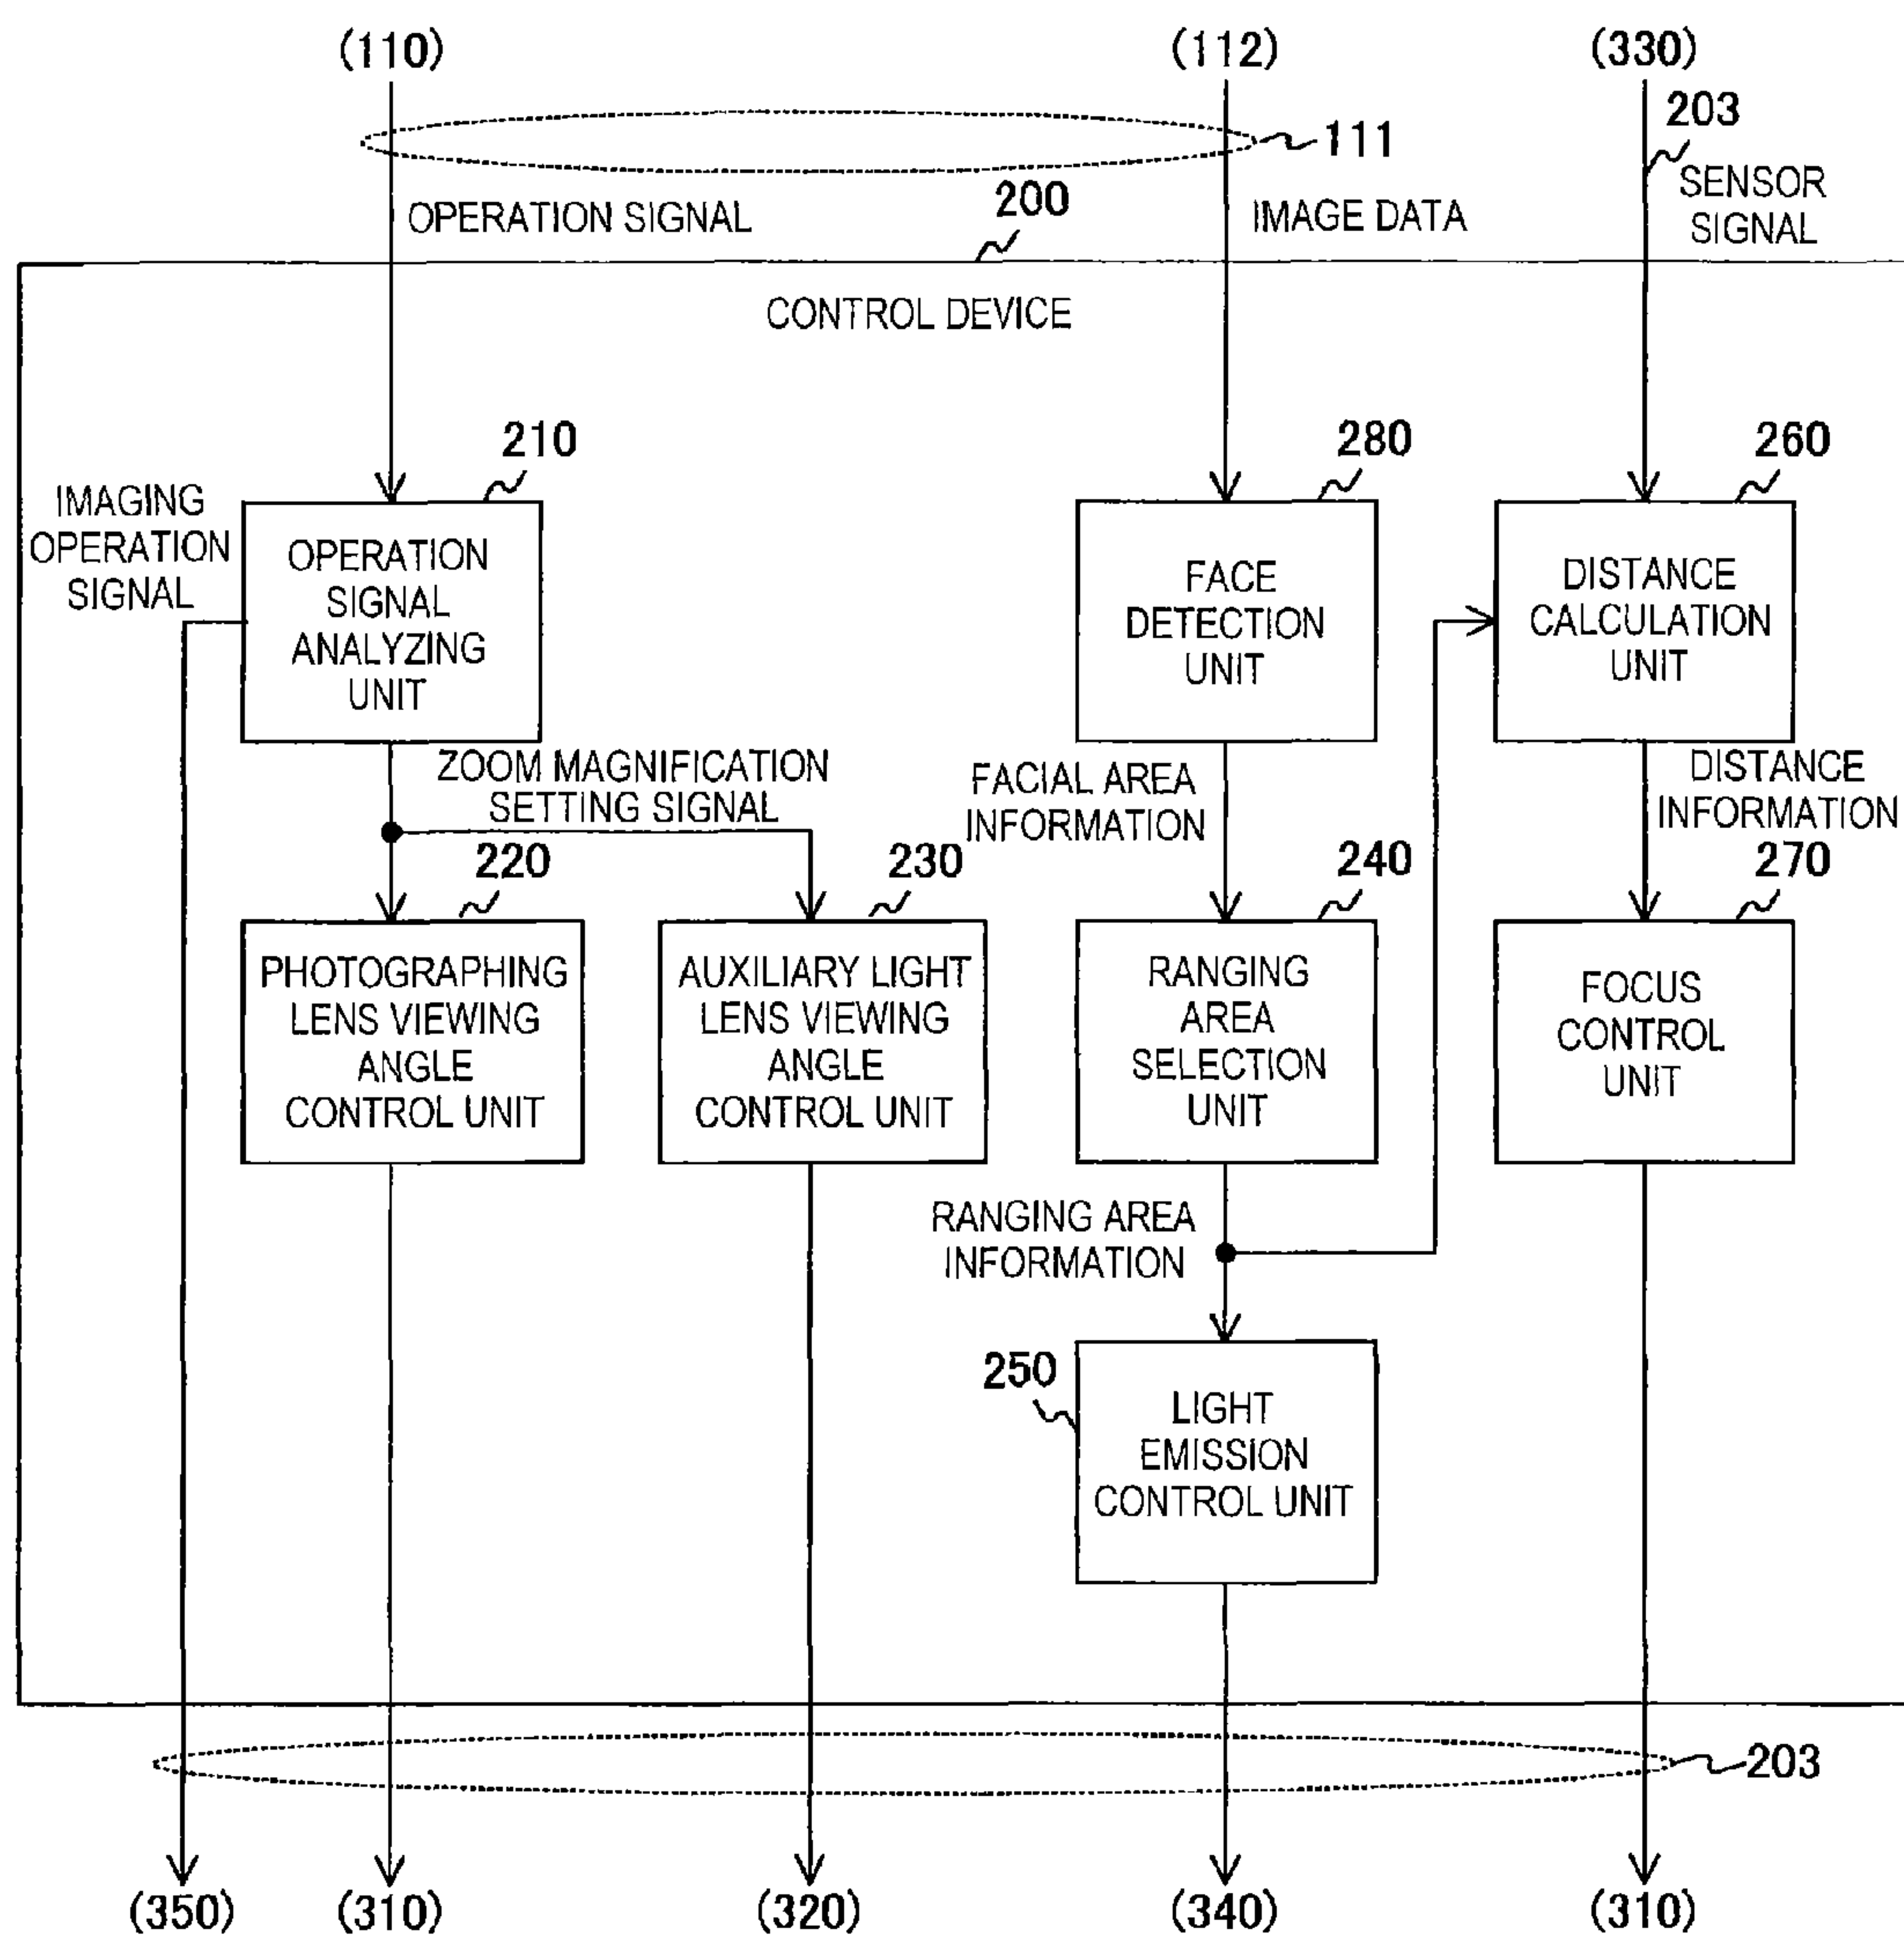 (110)
(112)
(330)
203
111
SENSOR
SIGNAL
200
OPERATION SIGNAL
IMAGE DATA
CONTROL DEVICE
210
280
260
IMAGING
OPERATION
SIGNAL
OPERATION
SIGNAL
ANALYZING
UNIT
FACE
DETECTION
UNIT
DISTANCE
CALCULATION
UNIT
ZOOM MAGNIFICATION
SETTING SIGNAL
FACIAL AREA
INFORMATION
DISTANCE
INFORMATION
220
230
240
270
PHOTOGRAPHING
LENS VIEWING
ANGLE
CONTROL UNIT
AUXILIARY LIGHT
LENS VIEWING
ANGLE
CONTROL UNIT
RANGING
AREA
SELECTION
UNIT
FOCUS
CONTROL
UNIT
RANGING AREA
INFORMATION
250
LIGHT
EMISSION
CONTROL UNIT
203
(350)
(310)
(320)
(340)
(310)